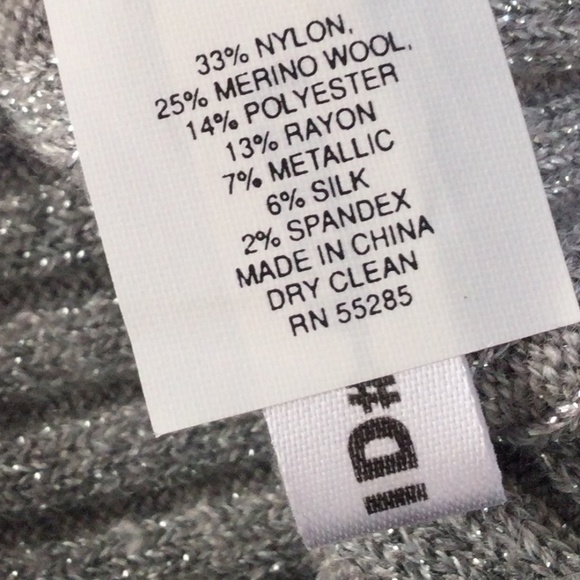 33% NYLON,
25% MERINO WOOL,
14% POLYESTER
13% RAYON
7% METALLIC
6% SILK
2% SPANDEX
MADE IN CHINA
DRY CLEAN
RN 55285